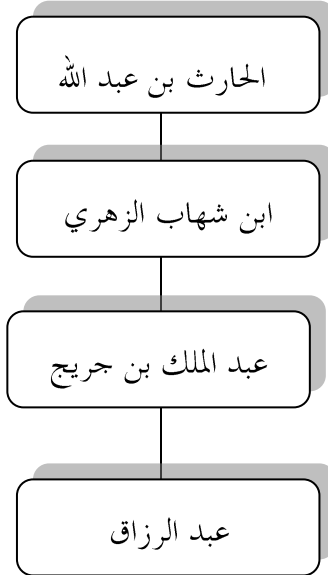 الحارث بن عبد الله
ابن شهاب الزهري
عبد الملك بن جريج
عبد الرزاق